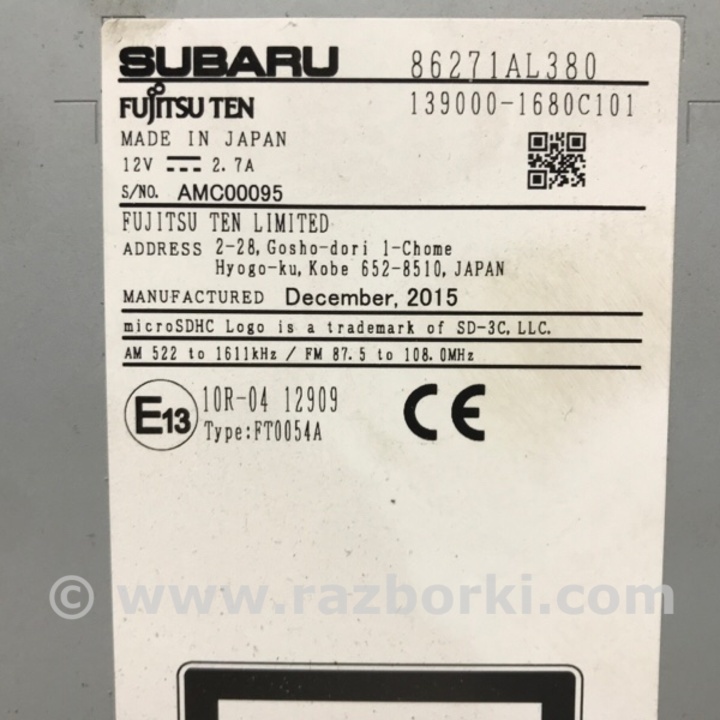 SUBARU 86271AL380
FUJITSU TEN 139000-1680C101
MADE IN JAPAN
12V 2.7A
S/NO. AMC00095
FUJITSU TEN LIMITED
ADDRESS 2-28, Gosho-dori 1-Chome
Hyogo-ku, Kobe 652-8510, JAPAN
MANUFACTURED December, 2015
microSDHC Logo is a trademark of SD-3C, LLC.
AM 522 to 1611kHz / FM 87.5 to 108.0MHz
E13 10R-04 12909
Type:FT0054A
CE
© www.razborki.com